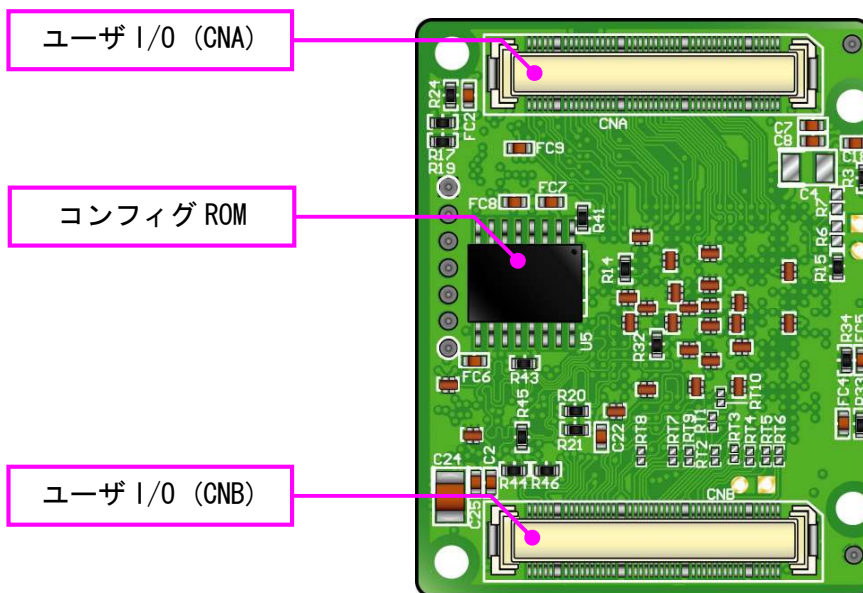 ユーザ I/O (CNA)
コンフィグ ROM
ユーザ I/O (CNB)
CNA
R24
FC2
R17
R19
FC9
FC8
FC7
R41
C7
C8
C4
R3
R7
R6
R15
R14
R32
U5
FC6
R43
R45
R20
R21
C22
R34
FC5
FC4
R33
RT10
RT1
RT8
RT7
RT9
RT2
RT3
RT4
RT5
RT6
C24
C2
C25
R44
R46
CNB